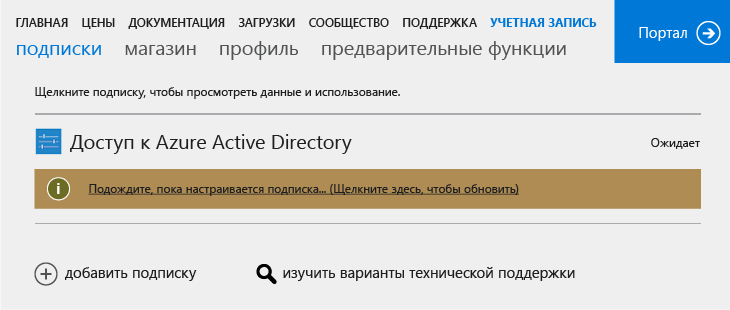 ГЛАВНАЯ ЦЕНЫ ДОКУМЕНТАЦИЯ ЗАГРУЗКИ СООБЩЕСТВО ПОДДЕРЖКА УЧЕТНАЯ ЗАПИСЬ
Портал
подписки магазин профиль предварительные функции
Щелкните подписку, чтобы просмотреть данные и использование.
Доступ к Azure Active Directory Ожидает
Подождите, пока настраивается подписка... (Щелкните здесь, чтобы обновить)
добавить подписку изучить варианты технической поддержки